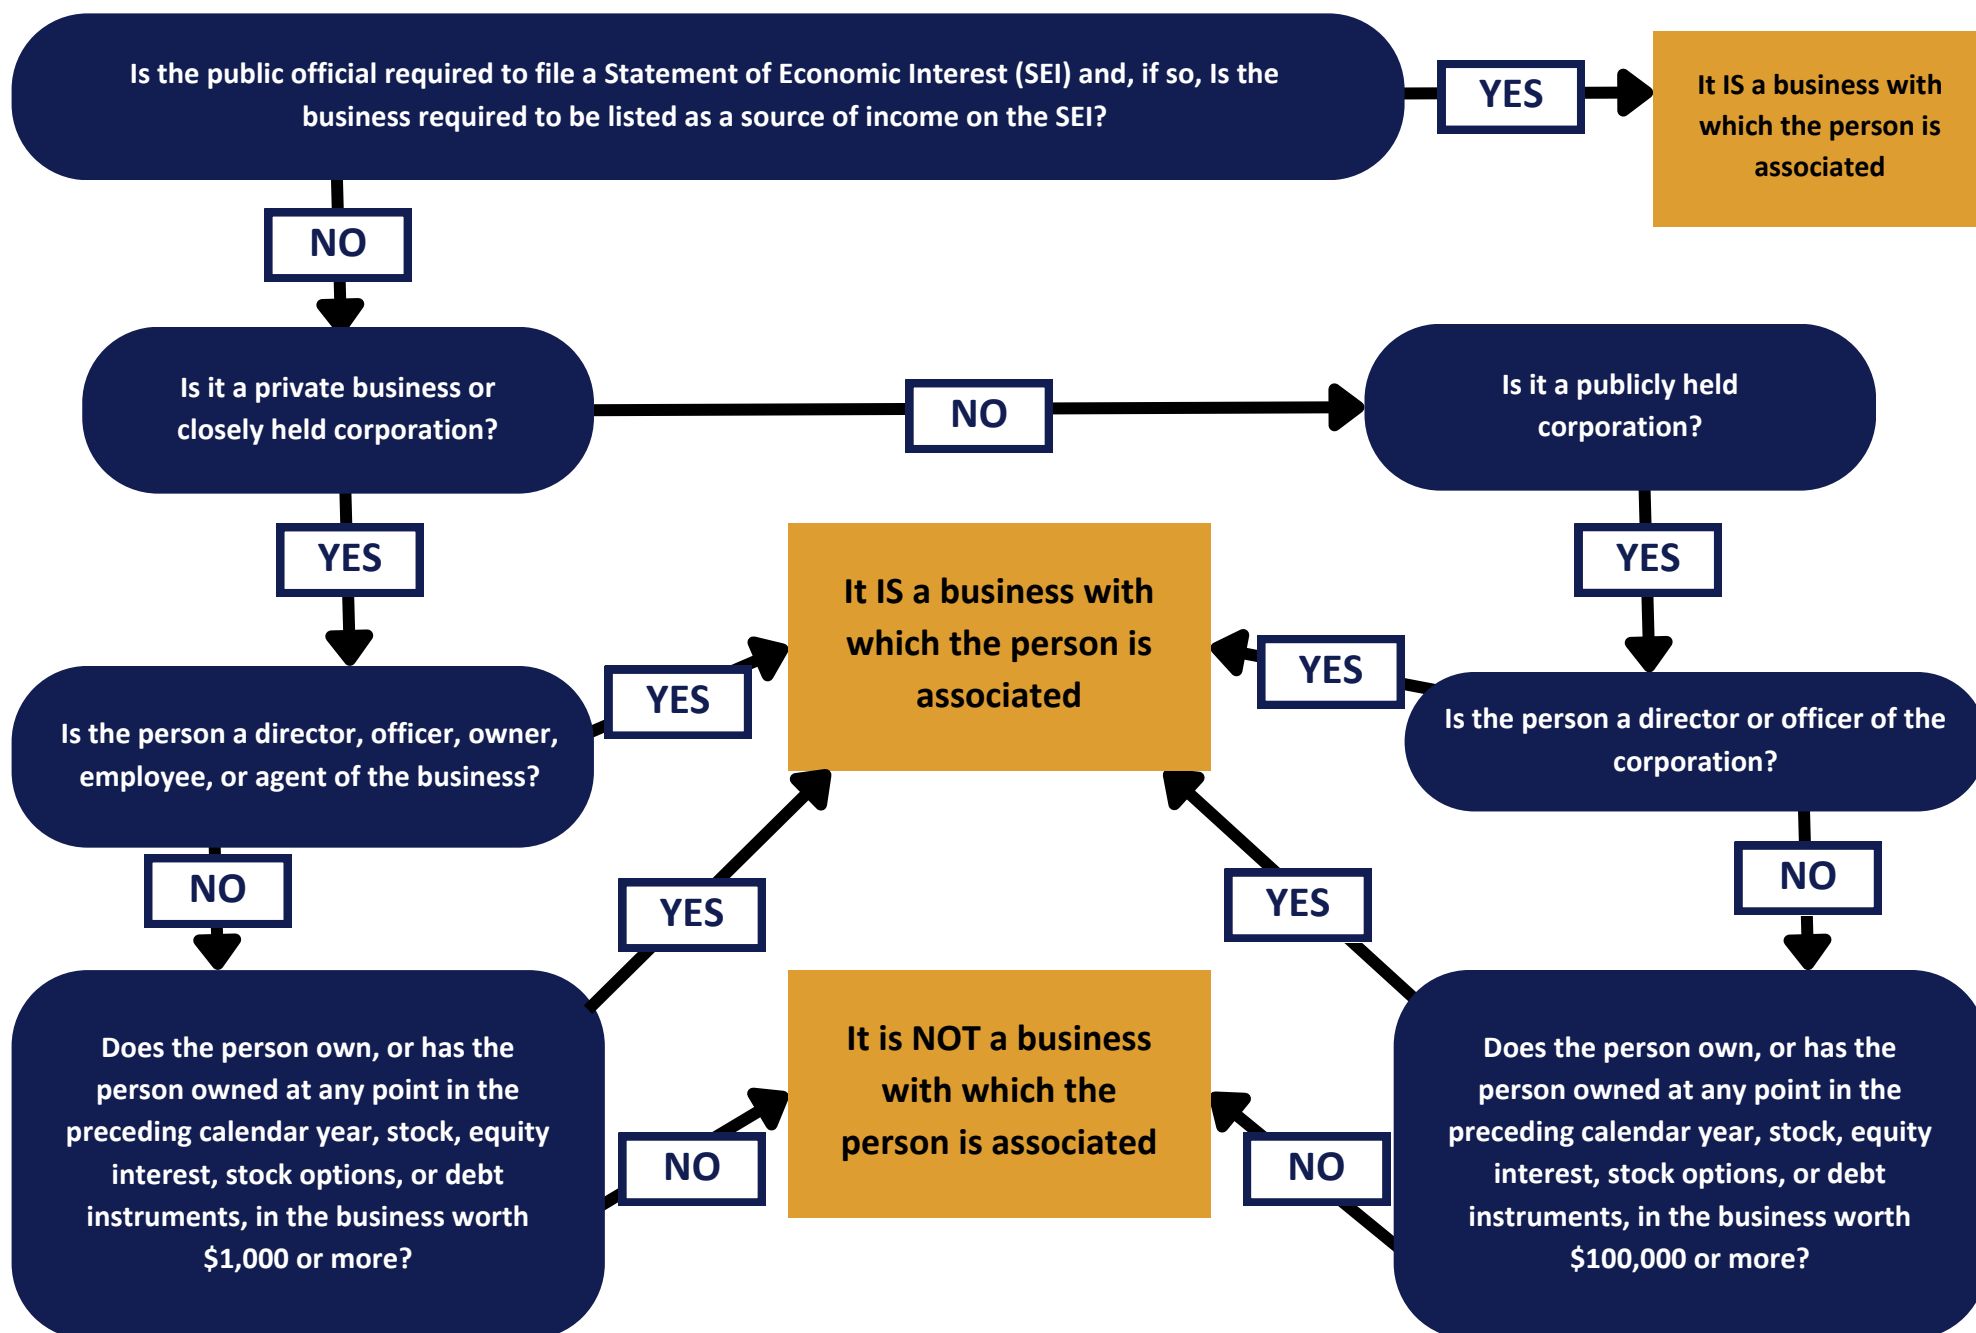 Is the public official required to file a Statement of Economic Interest (SEI) and, if so, Is the
business required to be listed as a source of income on the SEI?
YES
It IS a business with
which the person is
associated
NO
Is it a private business or
closely held corporation?
NO
Is it a publicly held
corporation?
YES
YES
It IS a business with
which the person is
associated
YES
YES
Is the person a director, officer, owner,
employee, or agent of the business?
Is the person a director or officer of the
corporation?
NO
YES
YES
NO
Does the person own, or has the
person owned at any point in the
preceding calendar year, stock, equity
interest, stock options, or debt
instruments, in the business worth
$1,000 or more?
NO
It is NOT a business
with which the
person is associated
NO
Does the person own, or has the
person owned at any point in the
preceding calendar year, stock, equity
interest, stock options, or debt
instruments, in the business worth
$100,000 or more?